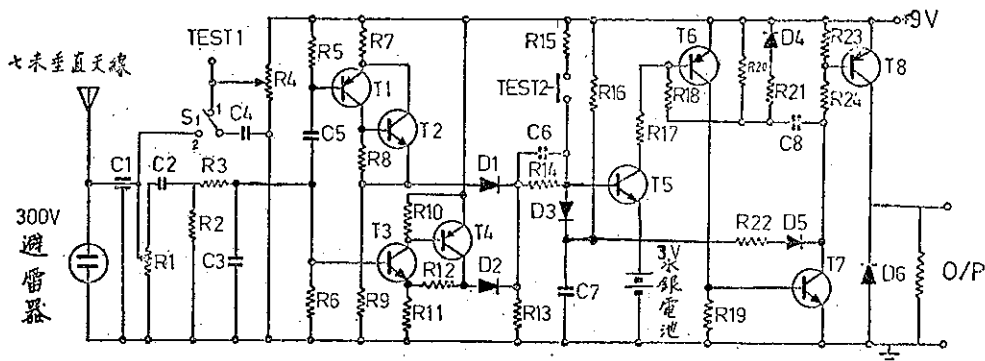 七米垂直天線
TEST1
S1
1
2
C4
R4
C1
C2
R3
R2
R1
C3
300V
避雷器
R5
R7
T1
T2
C5
R8
R10
T3
T4
R12
R6
R9
R11
D1
D2
R13
C6
R14
R15
TEST2
R16
D3
C7
T5
R17
3V
水銀電池
T6
R18
R19
R20
D4
R21
C8
R22
D5
R23
R24
T7
T8
D6
-9V
O/P